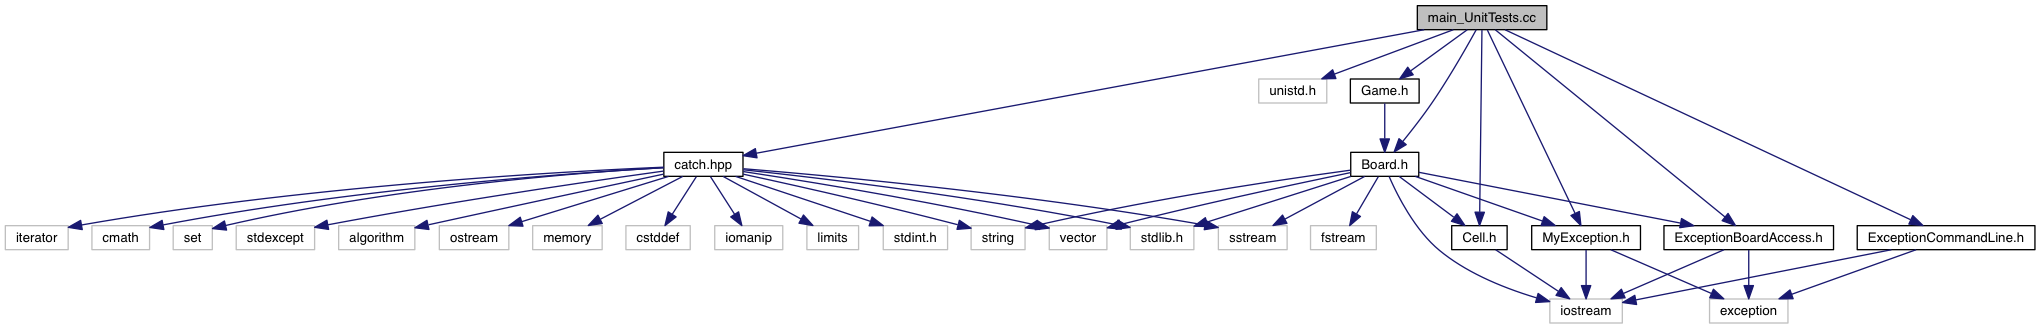 main_UnitTests.cc
unistd.h
Game.h
catch.hpp
Board.h
iterator
cmath
set
stdexcept
algorithm
ostream
memory
cstddef
iomanip
limits
stdint.h
string
vector
stdlib.h
sstream
fstream
Cell.h
MyException.h
ExceptionBoardAccess.h
ExceptionCommandLine.h
iostream
exception